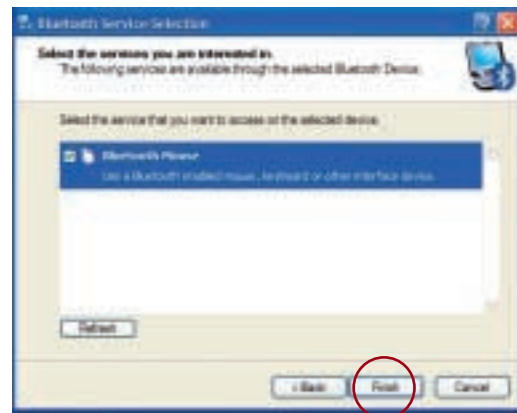 Bluetooth Service Selection
Select the services you are interested in.
The following services are available through the selected Bluetooth Device.
Select the service that you want to access on the selected device.
Bluetooth Mouse
Use a Bluetooth enabled mouse, keyboard or other interface device.
Refresh
< Back
Finish
Cancel